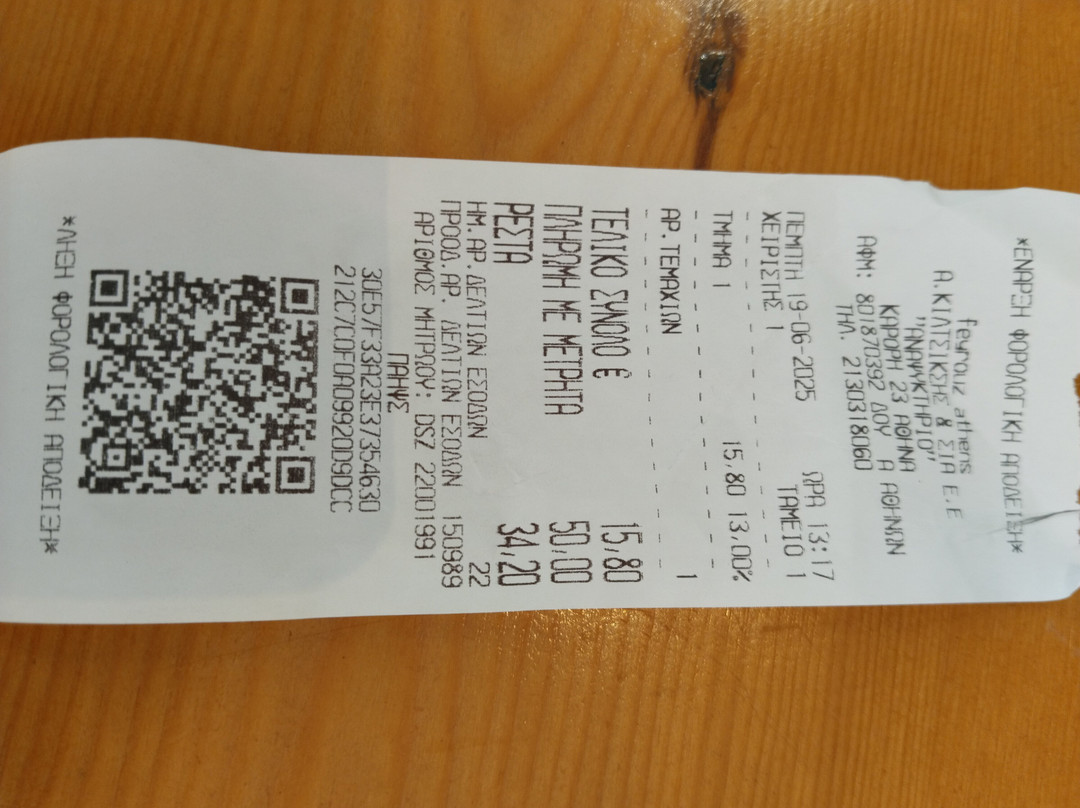 *ΕΝΑΡΞΗ ΦΟΡΟΛΟΓΙΚΗ ΑΠΟΔΕΙΞΗ*
feyrouz athens
Α.ΚΙΛΙΣΙΚΣΗΣ & ΣΙΑ Ε.Ε
"ΑΝΑΨΥΚΤΗΡΙΟ"
ΚΑΡΟΡΗ 23 ΑΘΗΝΑ
ΑΦΜ: 801870392 ΔΟΥ Α ΑΘΗΝΩΝ
ΤΗΛ. 2130318060
ΠΕΜΠΤΗ 19-06-2025 ΩΡΑ 13:17
ΧΕΙΡΙΣΤΗΣ 1 ΤΑΜΕΙΟ 1
ΤΜΗΜΑ 1 15,80 13,00%
ΑΡ.ΤΕΜΑΧΙΩΝ 1
ΤΕΛΙΚΟ ΣΥΝΟΛΟ € 15,80
ΠΛΗΡΩΜΗ ΜΕ ΜΕΤΡΗΤΑ 50,00
ΡΕΣΤΑ 34,20
ΗΜ.ΑΡ.ΔΕΛΤΙΩΝ ΕΣΟΔΩΝ 22
ΠΡΟΟΔ.ΑΡ. ΔΕΛΤΙΩΝ ΕΣΟΔΩΝ 150989
ΑΡΙΘΜΟΣ ΜΗΤΡΩΟΥ: DSZ 22001991
ΠΑΗΨΣ
30E57F33A23E3735463D
212C7C0F0A09920D9DCC
*ΛΗΞΗ ΦΟΡΟΛΟΓΙΚΗ ΑΠΟΔΕΙΞΗ*